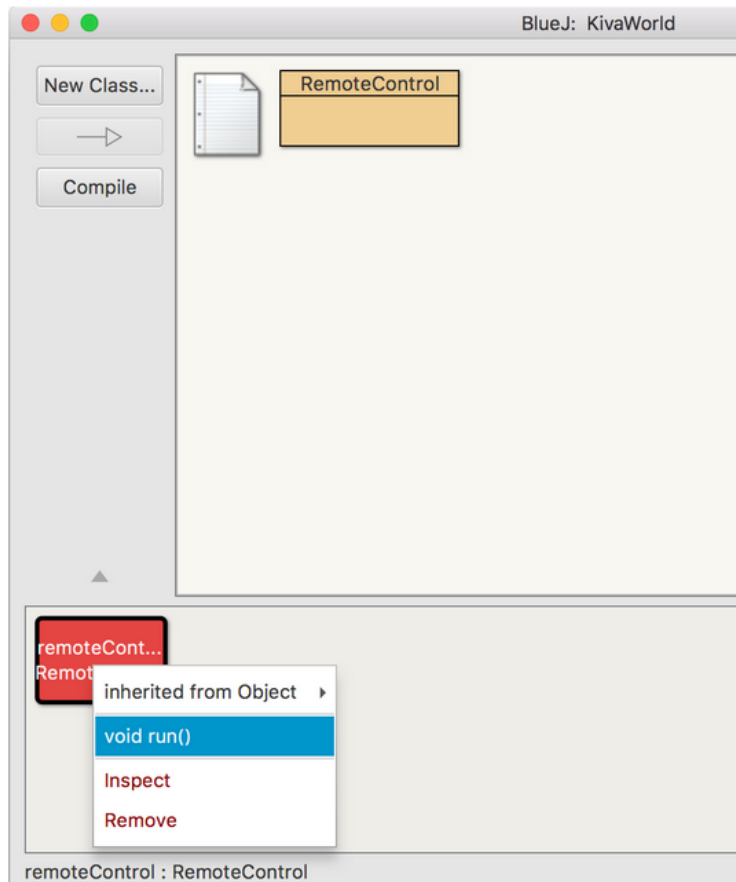 BlueJ: KivaWorld
New Class...
RemoteControl
Compile
remoteCont...
Remot
inherited from Object
void run()
Inspect
Remove
remoteControl : RemoteControl